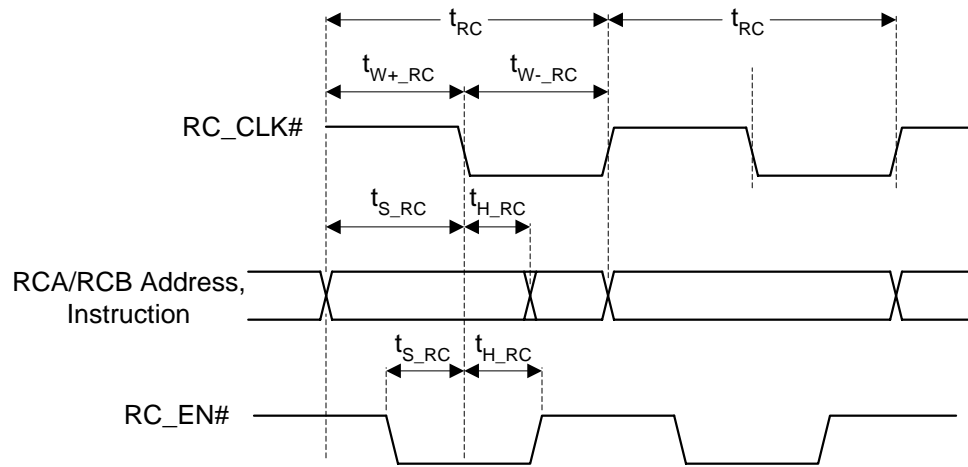 tRC tRC
tW+_RC tW-_RC
RC_CLK#
tS_RC tH_RC
RCA/RCB Address,
Instruction
tS_RC tH_RC
RC_EN#